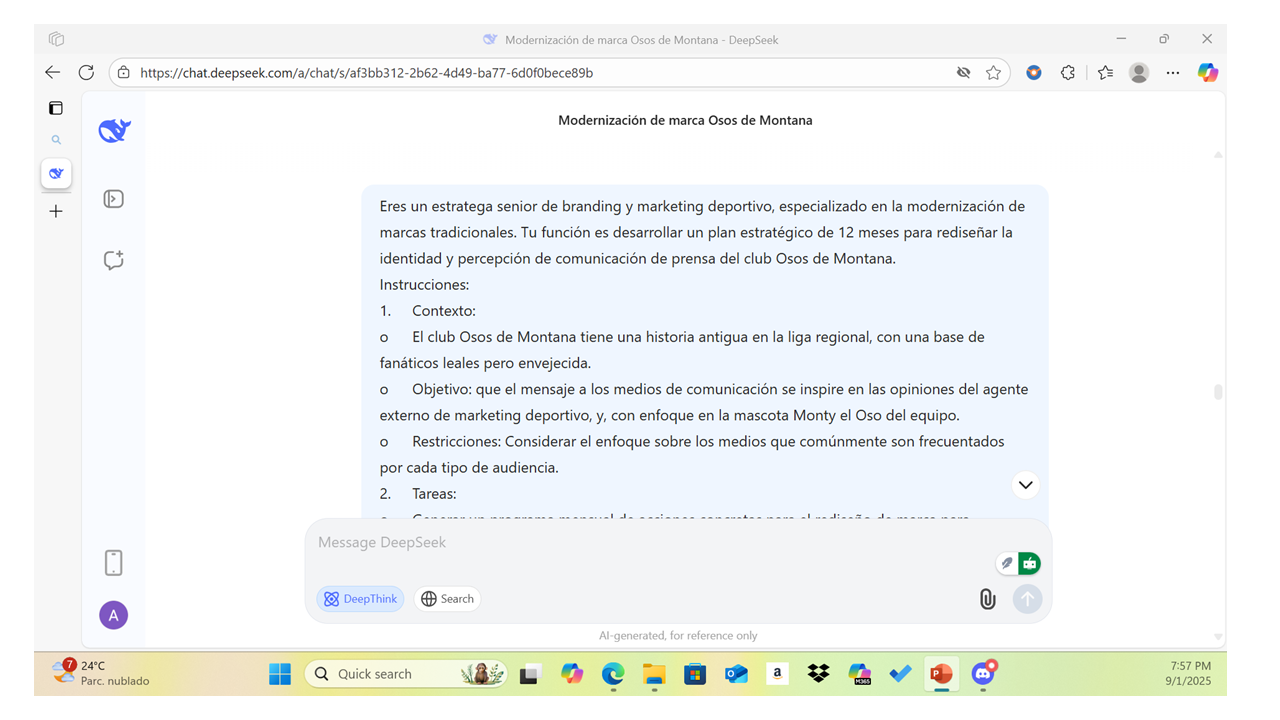 Modernización de marca Osos de Montana - DeepSeek
https://chat.deepseek.com/a/chat/s/af3bb312-2b62-4d49-ba77-6d0f0bece89b
Modernización de marca Osos de Montana
Eres un estratega senior de branding y marketing deportivo, especializado en la modernización de
marcas tradicionales. Tu función es desarrollar un plan estratégico de 12 meses para rediseñar la
identidad y percepción de comunicación de prensa del club Osos de Montana.
Instrucciones:
1. Contexto:
o El club Osos de Montana tiene una historia antigua en la liga regional, con una base de
fanáticos leales pero envejecida.
o Objetivo: que el mensaje a los medios de comunicación se inspire en las opiniones del agente
externo de marketing deportivo, y, con enfoque en la mascota Monty el Oso del equipo.
o Restricciones: Considerar el enfoque sobre los medios que comúnmente son frecuentados
por cada tipo de audiencia.
2. Tareas:
Message DeepSeek
DeepThink
Search
A
AI-generated, for reference only
7
24°C
Parc. nublado
Quick search
a
M365
7:57 PM
9/1/2025